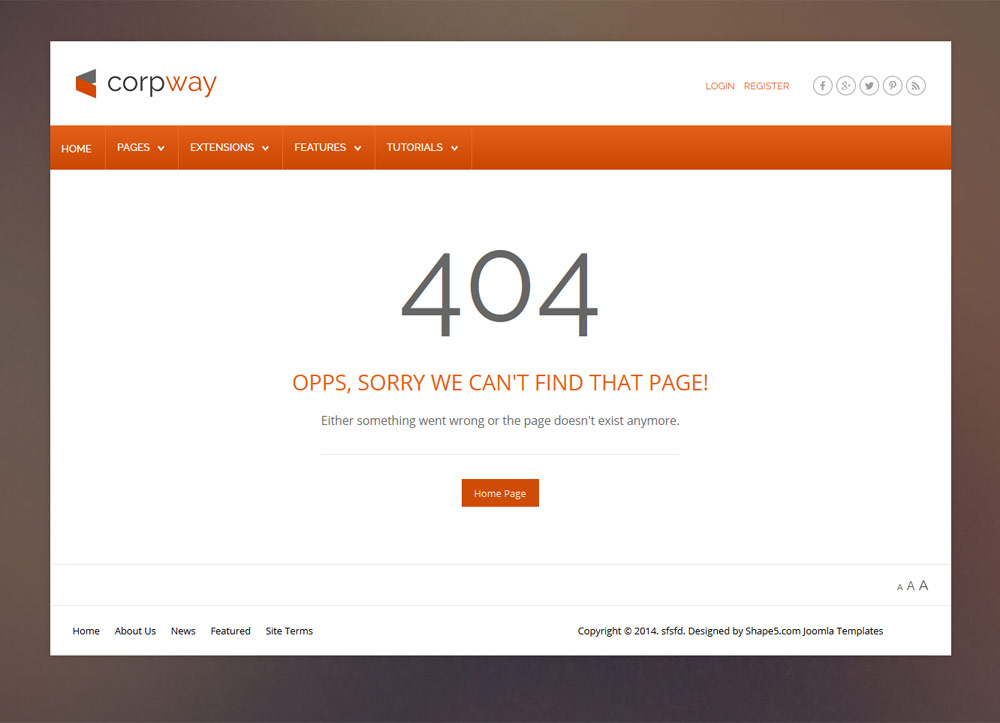 corpway
LOGIN REGISTER
HOME PAGES EXTENSIONS FEATURES TUTORIALS
404
OPPS, SORRY WE CAN'T FIND THAT PAGE!
Either something went wrong or the page doesn't exist anymore.
Home Page
A A A
Home About Us News Featured Site Terms Copyright © 2014. sfsfd. Designed by Shape5.com Joomla Templates